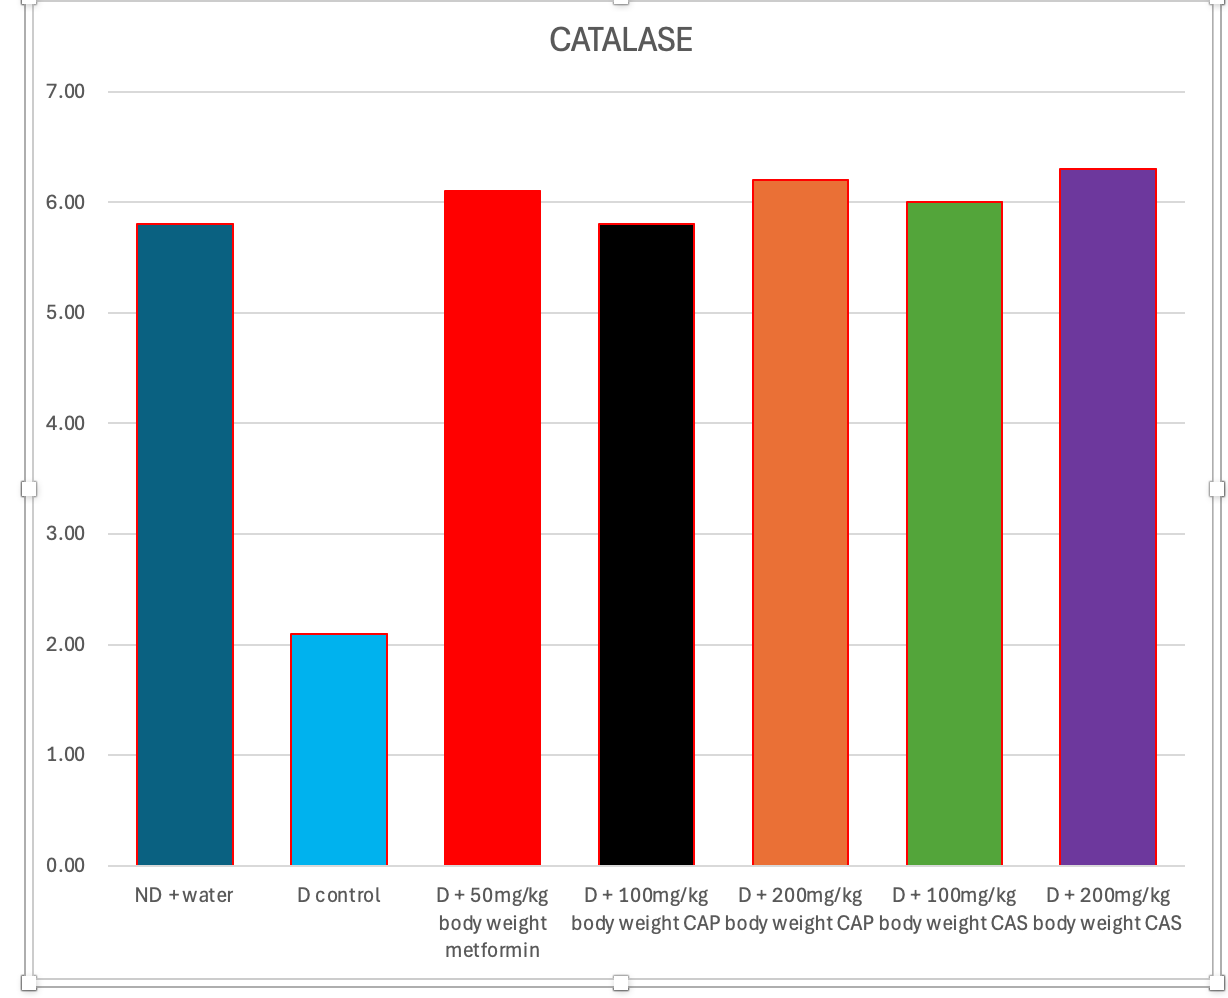 CATALASE
7.00
6.00
5.00
4.00
3.00
2.00
1.00
0.00
ND + water
D control
D + 50mg/kg
body weight
metformin
D + 100mg/kg
body weight CAP
D + 200mg/kg
body weight CAP
D + 100mg/kg
body weight CAS
D + 200mg/kg
body weight CAS